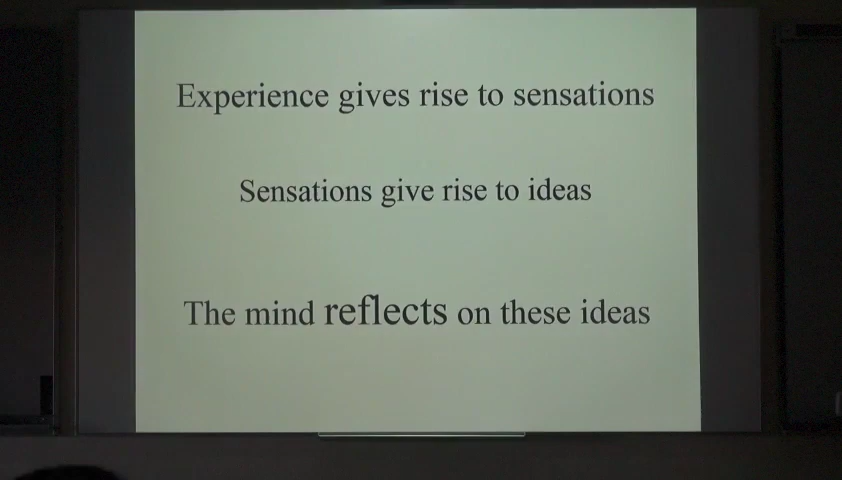 Experience gives rise to sensations
Sensations give rise to ideas
The mind reflects on these ideas